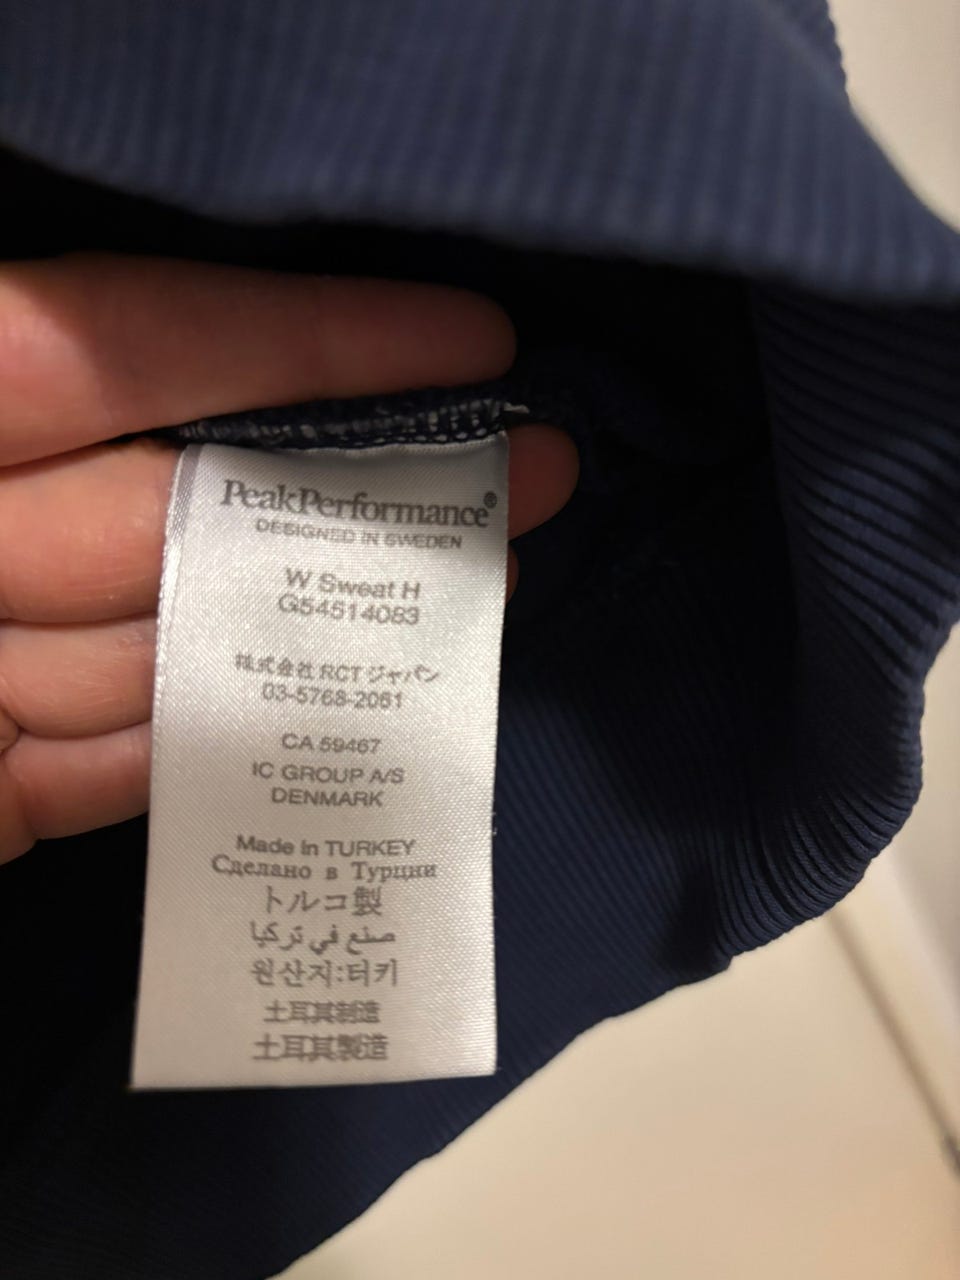 PeakPerformance®
DESIGNED IN SWEDEN
W Sweat H
G54514083
株式会社 RCT ジャパン
03-5768-2061
CA 59467
IC GROUP A/S
DENMARK
Made in TURKEY
Сделано в Турции
トルコ製
صنع في تركيا
원산지:터키
土耳其制造
土耳其製造